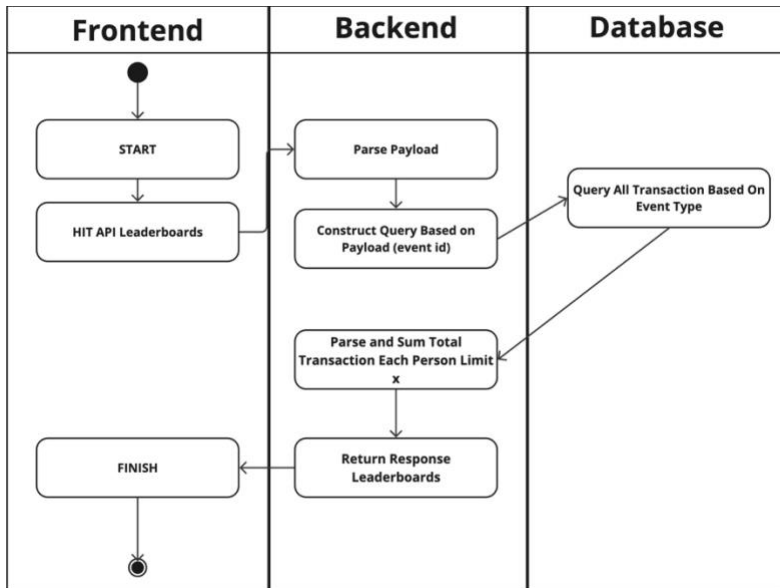 Frontend
Backend
Database
START
Parse Payload
HIT API Leaderboards
Construct Query Based on
Payload (event id)
Query All Transaction Based On
Event Type
Parse and Sum Total
Transaction Each Person Limit
x
Return Response
Leaderboards
FINISH